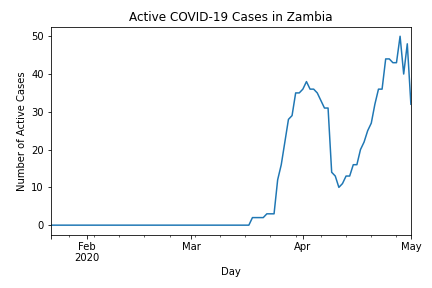 Active COVID-19 Cases in Zambia
Number of Active Cases
50
40
30
20
10
0
Feb
2020
Mar
Apr
May
Day